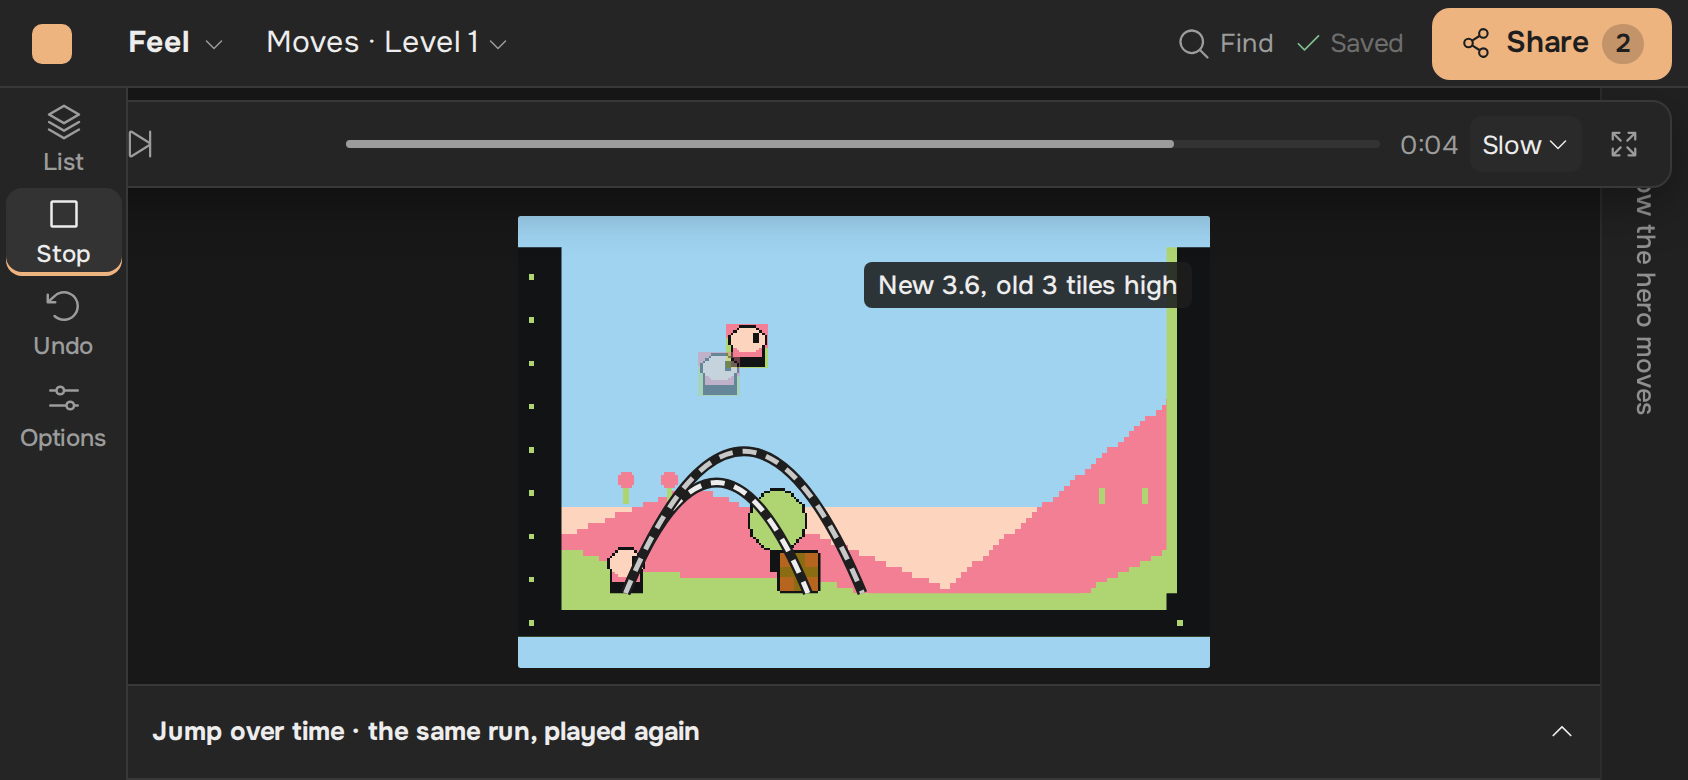 Feel
Moves · Level 1
Find
Saved
Share 2
List
Stop
Undo
Options
0:04
Slow
New 3.6, old 3 tiles high
the hero moves
Jump over time · the same run, played again